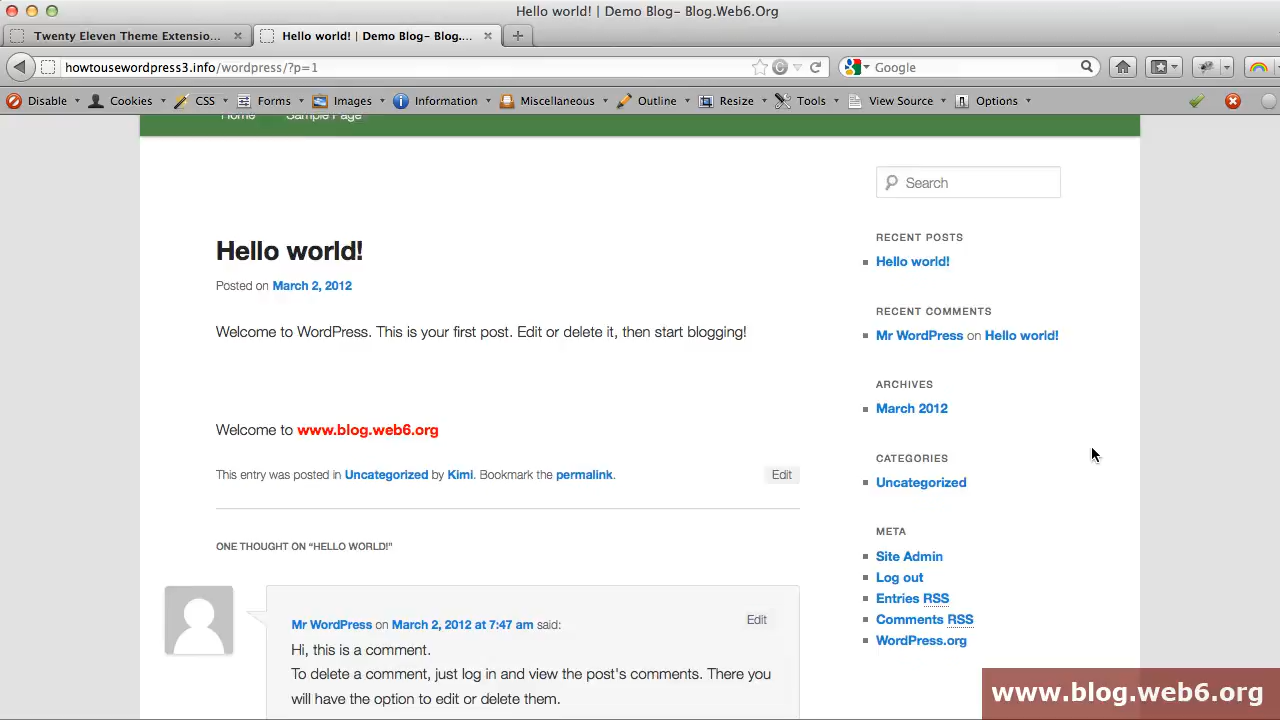 Hello world! | Demo Blog- Blog.Web6.Org
Twenty Eleven Theme Extensio...
Hello world! | Demo Blog- Blog....
howtousewordpress3.info/wordpress/?p=1
Google
Disable Cookies CSS Forms Images Information Miscellaneous Outline Resize Tools View Source Options
Home Sample Page
Search
Hello world!
Posted on March 2, 2012
Welcome to WordPress. This is your first post. Edit or delete it, then start blogging!
Welcome to www.blog.web6.org
This entry was posted in Uncategorized by Kimi. Bookmark the permalink.
Edit
ONE THOUGHT ON “HELLO WORLD!”
Mr WordPress on March 2, 2012 at 7:47 am said:
Edit
Hi, this is a comment.
To delete a comment, just log in and view the post's comments. There you
will have the option to edit or delete them.
RECENT POSTS
Hello world!
RECENT COMMENTS
Mr WordPress on Hello world!
ARCHIVES
March 2012
CATEGORIES
Uncategorized
META
Site Admin
Log out
Entries RSS
Comments RSS
WordPress.org
www.blog.web6.org